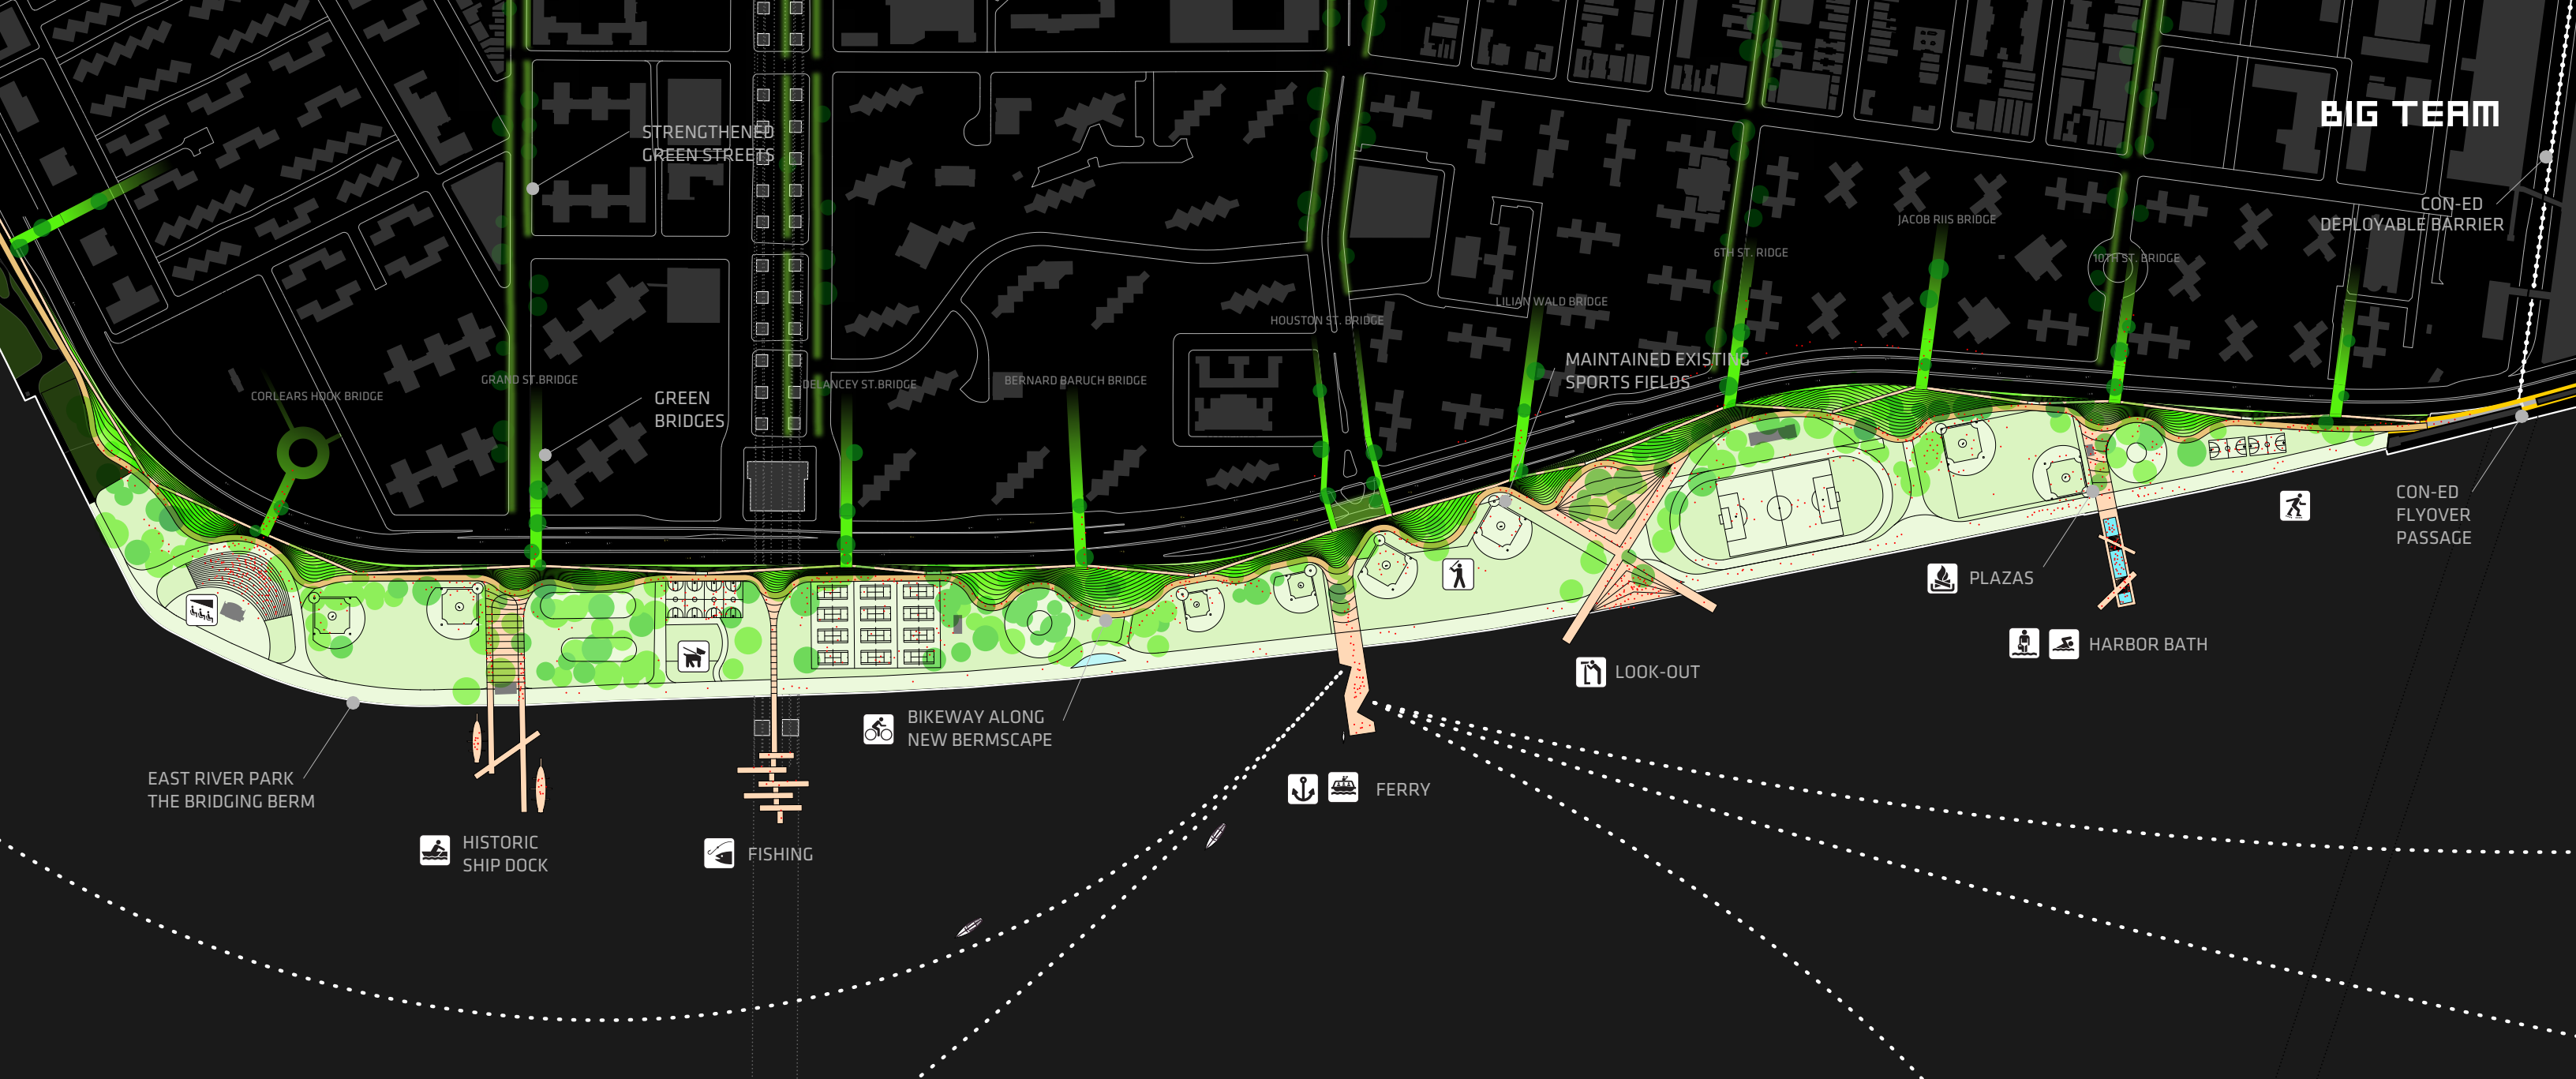 BIG TEAM
STRENGTHENED
GREEN STREETS
CON-ED
DEPLOYABLE BARRIER
JACOB RIIS BRIDGE
6TH ST. RIDGE
10TH ST. BRIDGE
LILIAN WALD BRIDGE
HOUSTON ST. BRIDGE
MAINTAINED EXISTING
SPORTS FIELDS
CORLEARS HOOK BRIDGE
GRAND ST.BRIDGE
DELANCEY ST.BRIDGE
BERNARD BARUCH BRIDGE
GREEN
BRIDGES
CON-ED
FLYOVER
PASSAGE
PLAZAS
HARBOR BATH
LOOK-OUT
BIKEWAY ALONG
NEW BERMSCAPE
EAST RIVER PARK
THE BRIDGING BERM
FERRY
HISTORIC
SHIP DOCK
FISHING